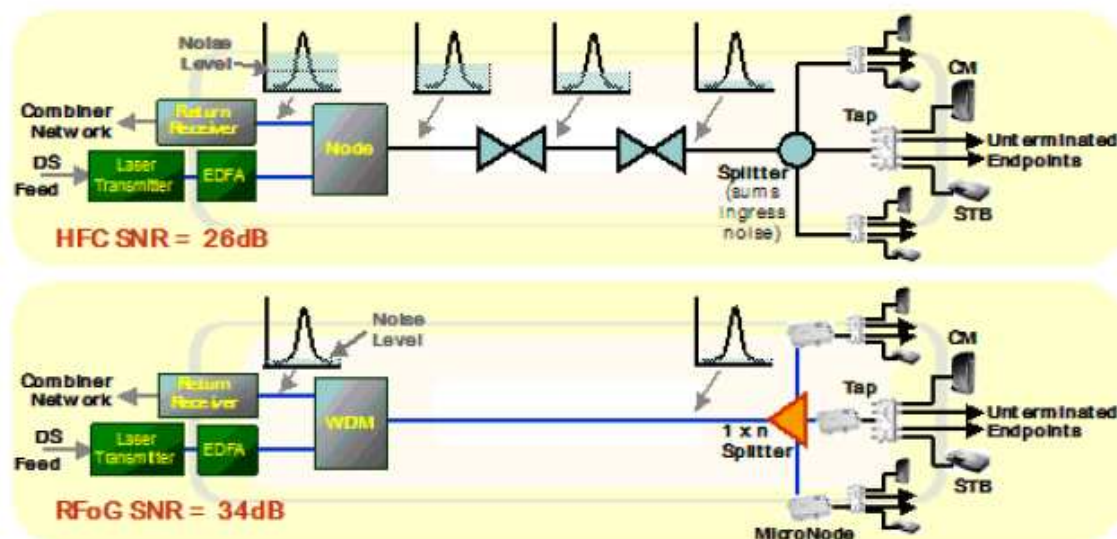 Noise
Level
Combiner
Network
Return
Receiver
DS
Feed
Laser
Transmitter
EDFA
Node
Splitter
(sums
ingress
noise)
Tap
CM
Unterminated
Endpoints
STB
HFC SNR = 26dB
Noise
Level
Combiner
Network
Return
Receiver
DS
Feed
Laser
Transmitter
EDFA
WDM
1 x n
Splitter
Tap
CM
Unterminated
Endpoints
STB
MicroNode
RFoG SNR = 34dB